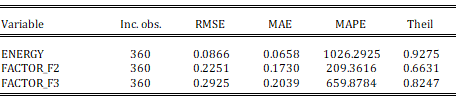 Variable Inc. obs. RMSE MAE MAPE Theil
ENERGY 360 0.0866 0.0658 1026.2925 0.9275
FACTOR_F2 360 0.2251 0.1730 209.3616 0.6631
FACTOR_F3 360 0.2925 0.2039 659.8784 0.8247